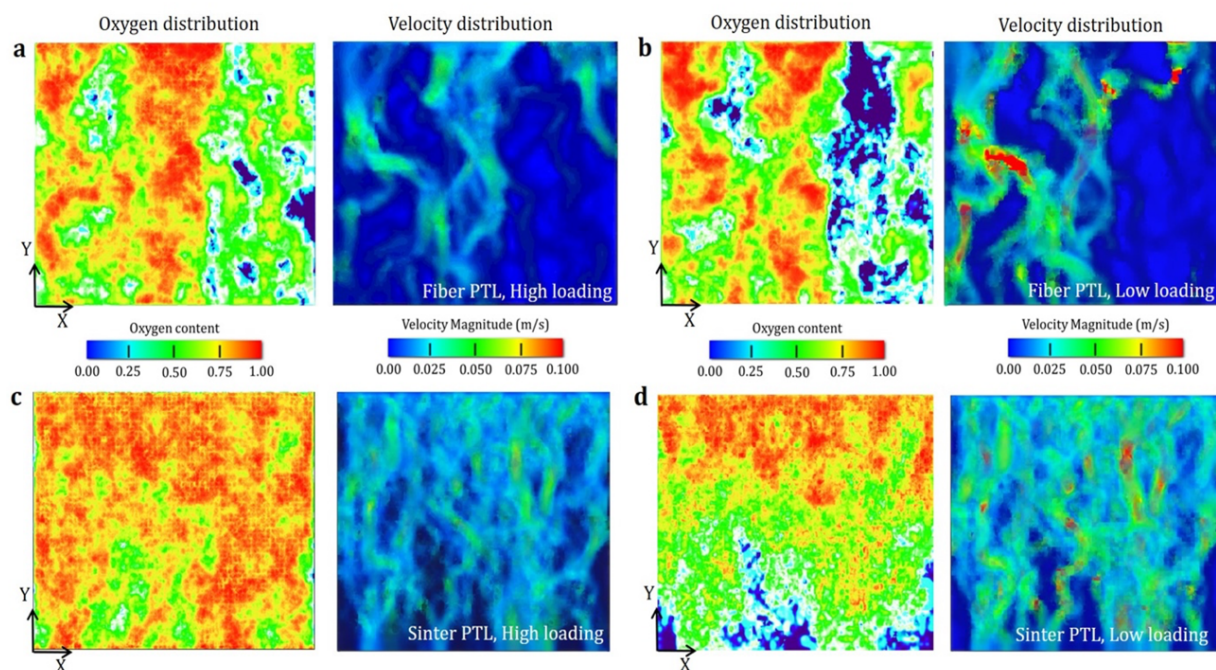 Oxygen distribution
Velocity distribution
Oxygen distribution
Velocity distribution
a
b
Y
X
Fiber PTL, High loading
Y
X
Fiber PTL, Low loading
Oxygen content
0.00 0.25 0.50 0.75 1.00
Velocity Magnitude (m/s)
0.00 0.025 0.050 0.075 0.100
Oxygen content
0.00 0.25 0.50 0.75 1.00
Velocity Magnitude (m/s)
0.00 0.025 0.050 0.075 0.100
c
d
Y
X
Sinter PTL, High loading
Y
X
Sinter PTL, Low loading